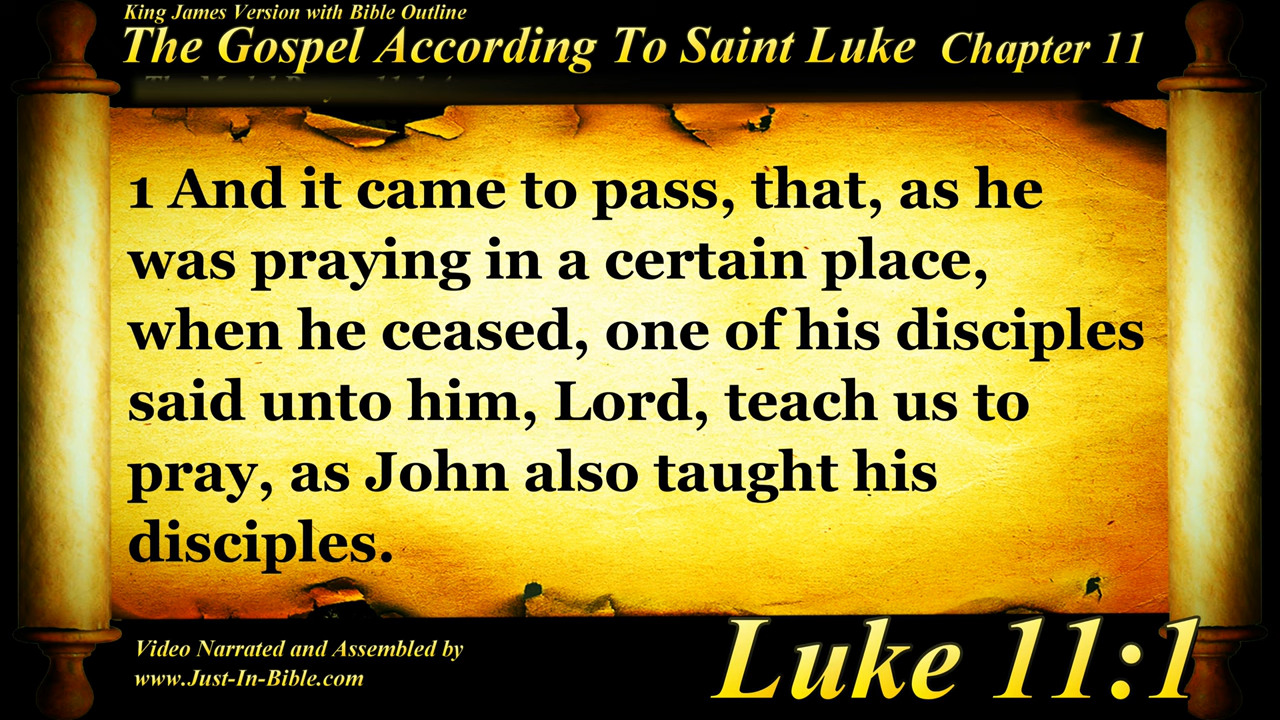 King James Version with Bible Outline
The Gospel According To Saint Luke Chapter 11
1 And it came to pass, that, as he
was praying in a certain place,
when he ceased, one of his disciples
said unto him, Lord, teach us to
pray, as John also taught his
disciples.
Video Narrated and Assembled by
www.Just-In-Bible.com
Luke 11:1